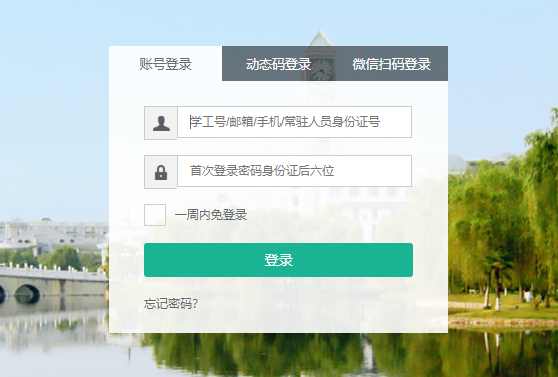 账号登录 动态码登录 微信扫码登录
学工号/邮箱/手机/常驻人员身份证号
首次登录密码身份证后六位
一周内免登录
登录
忘记密码?